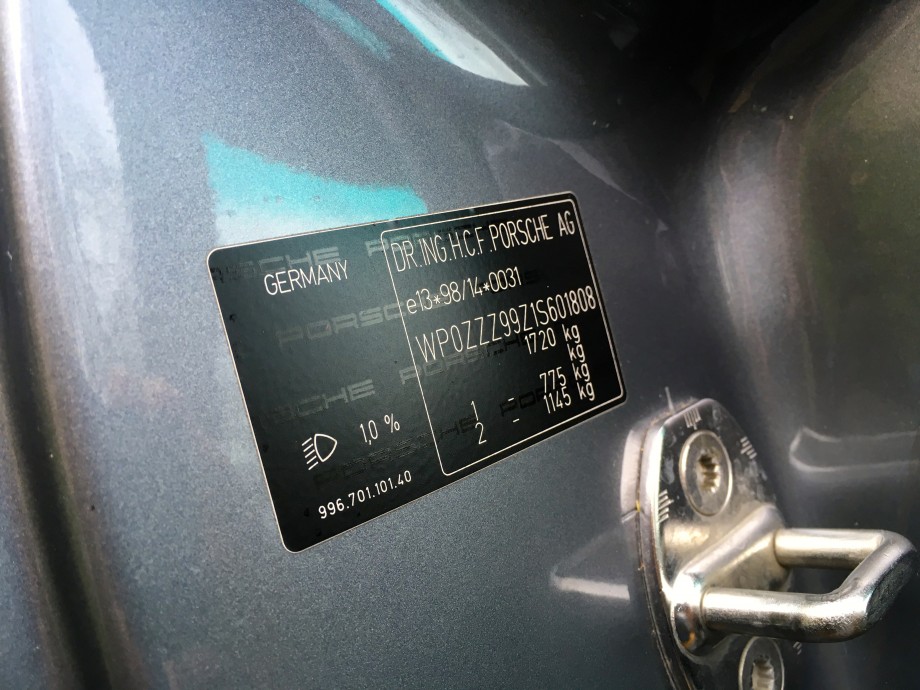 GERMANY
1,0 %
996.701.101.40
DR.ING.H.C.F.PORSCHE AG
e13*98/14*0031
WP0ZZZ99Z1S601808
1720 kg
kg
1 - 775 kg
2 - 1145 kg